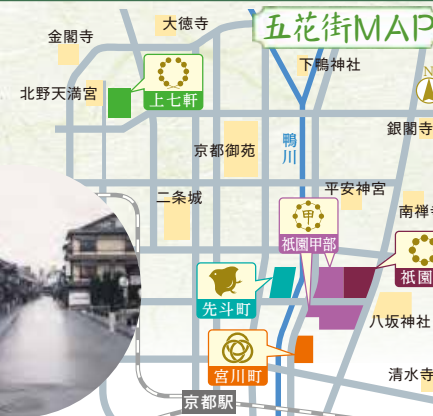 五花街MAP
大徳寺
金閣寺
下鴨神社
N
北野天満宮
上七軒
銀閣寺
京都御苑
鴨川
平安神宮
二条城
南禅寺
甲
祇園甲部
祇園
先斗町
八坂神社
宮川町
清水寺
京都駅